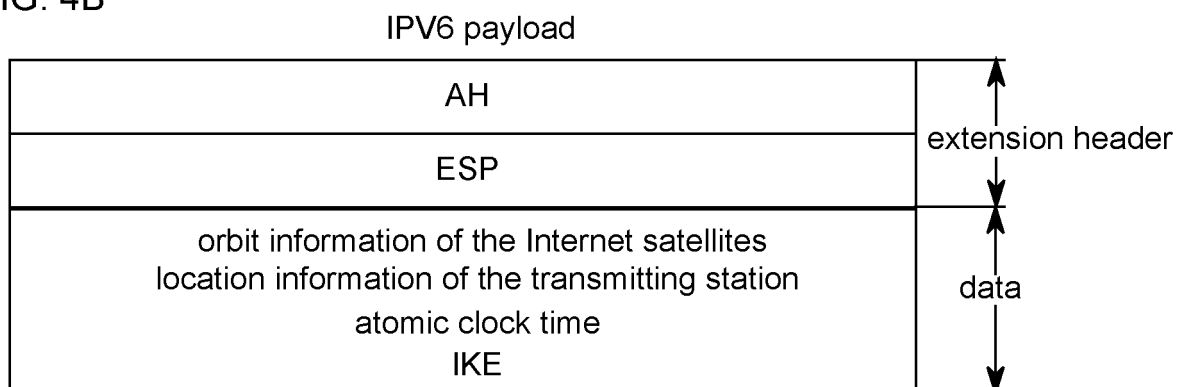 FIG. 4B
IPV6 payload
AH
extension header
ESP
orbit information of the Internet satellites
location information of the transmitting station
data
atomic clock time
IKE